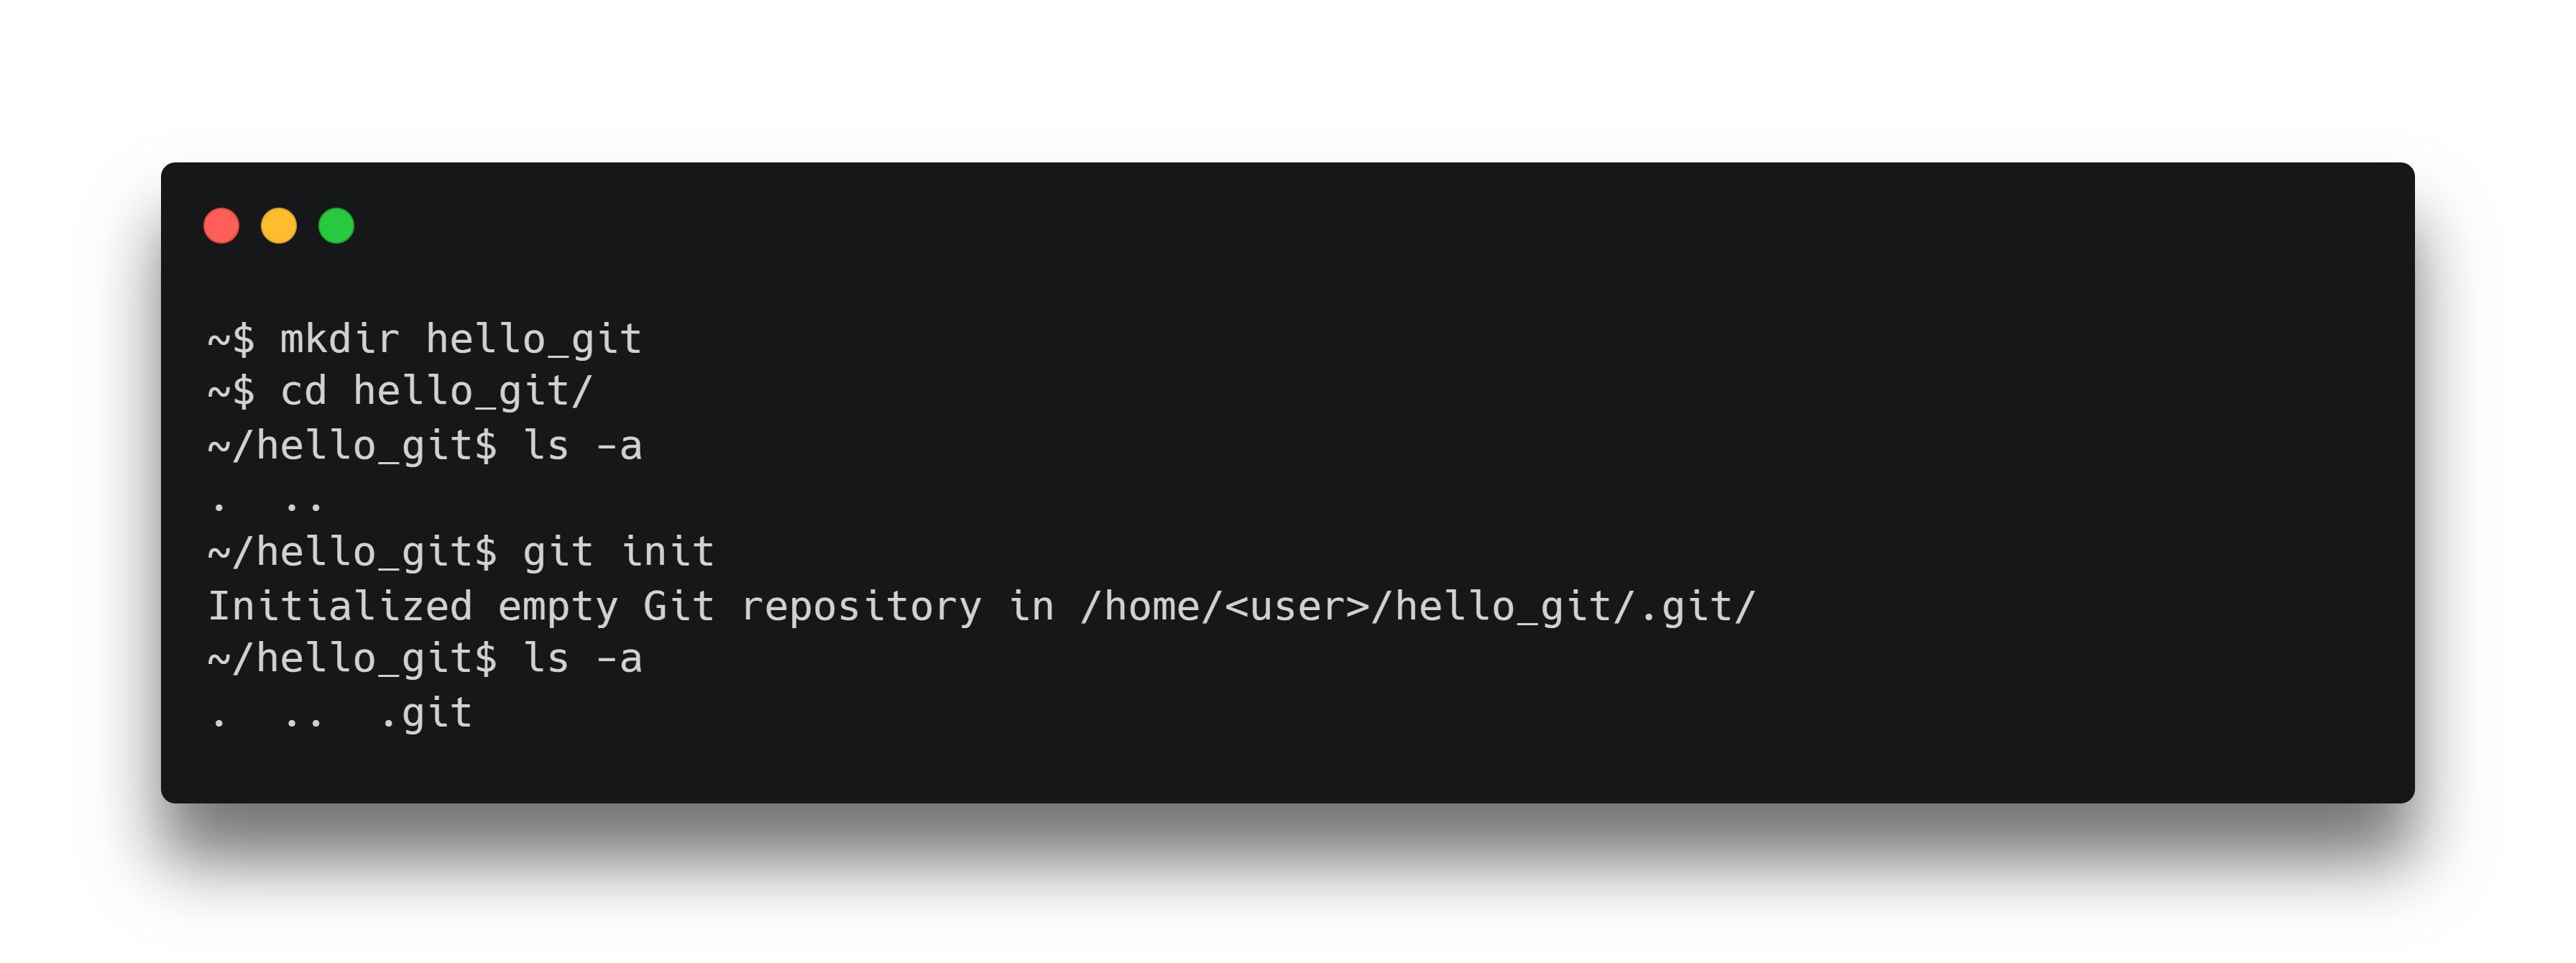 ~$ mkdir hello_git
~$ cd hello_git/
~/hello_git$ ls -a
.  ..
~/hello_git$ git init
Initialized empty Git repository in /home/<user>/hello_git/.git/
~/hello_git$ ls -a
.  ..  .git